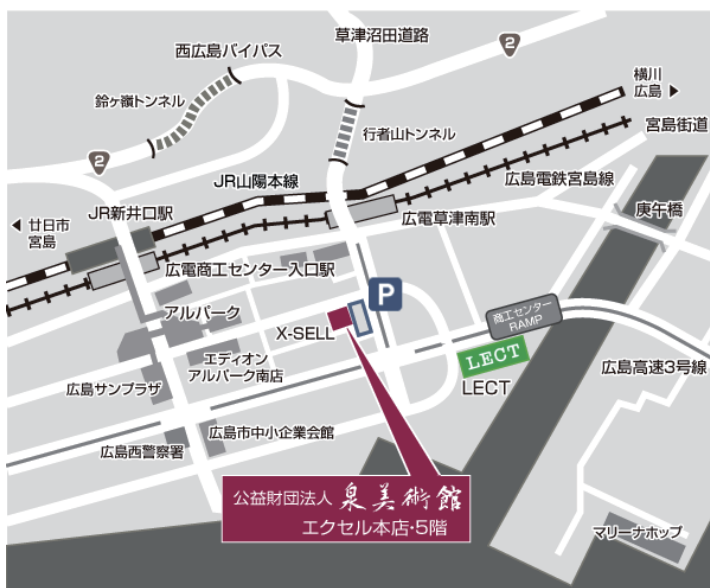 草津沼田道路
2
西広島バイパス
横川
広島
鈴ヶ嶺トンネル
行者山トンネル
宮島街道
2
JR山陽本線
広島電鉄宮島線
JR新井口駅
庚午橋
廿日市
宮島
広電草津南駅
広電商工センター入口駅
P
アルパーク
商工センター
RAMP
X-SELL
LECT
エディオン
アルパーク南店
広島高速3号線
広島サンプラザ
LECT
広島市中小企業会館
広島西警察署
公益財団法人 泉美術館
エクセル本店・5階
マリーナホップ